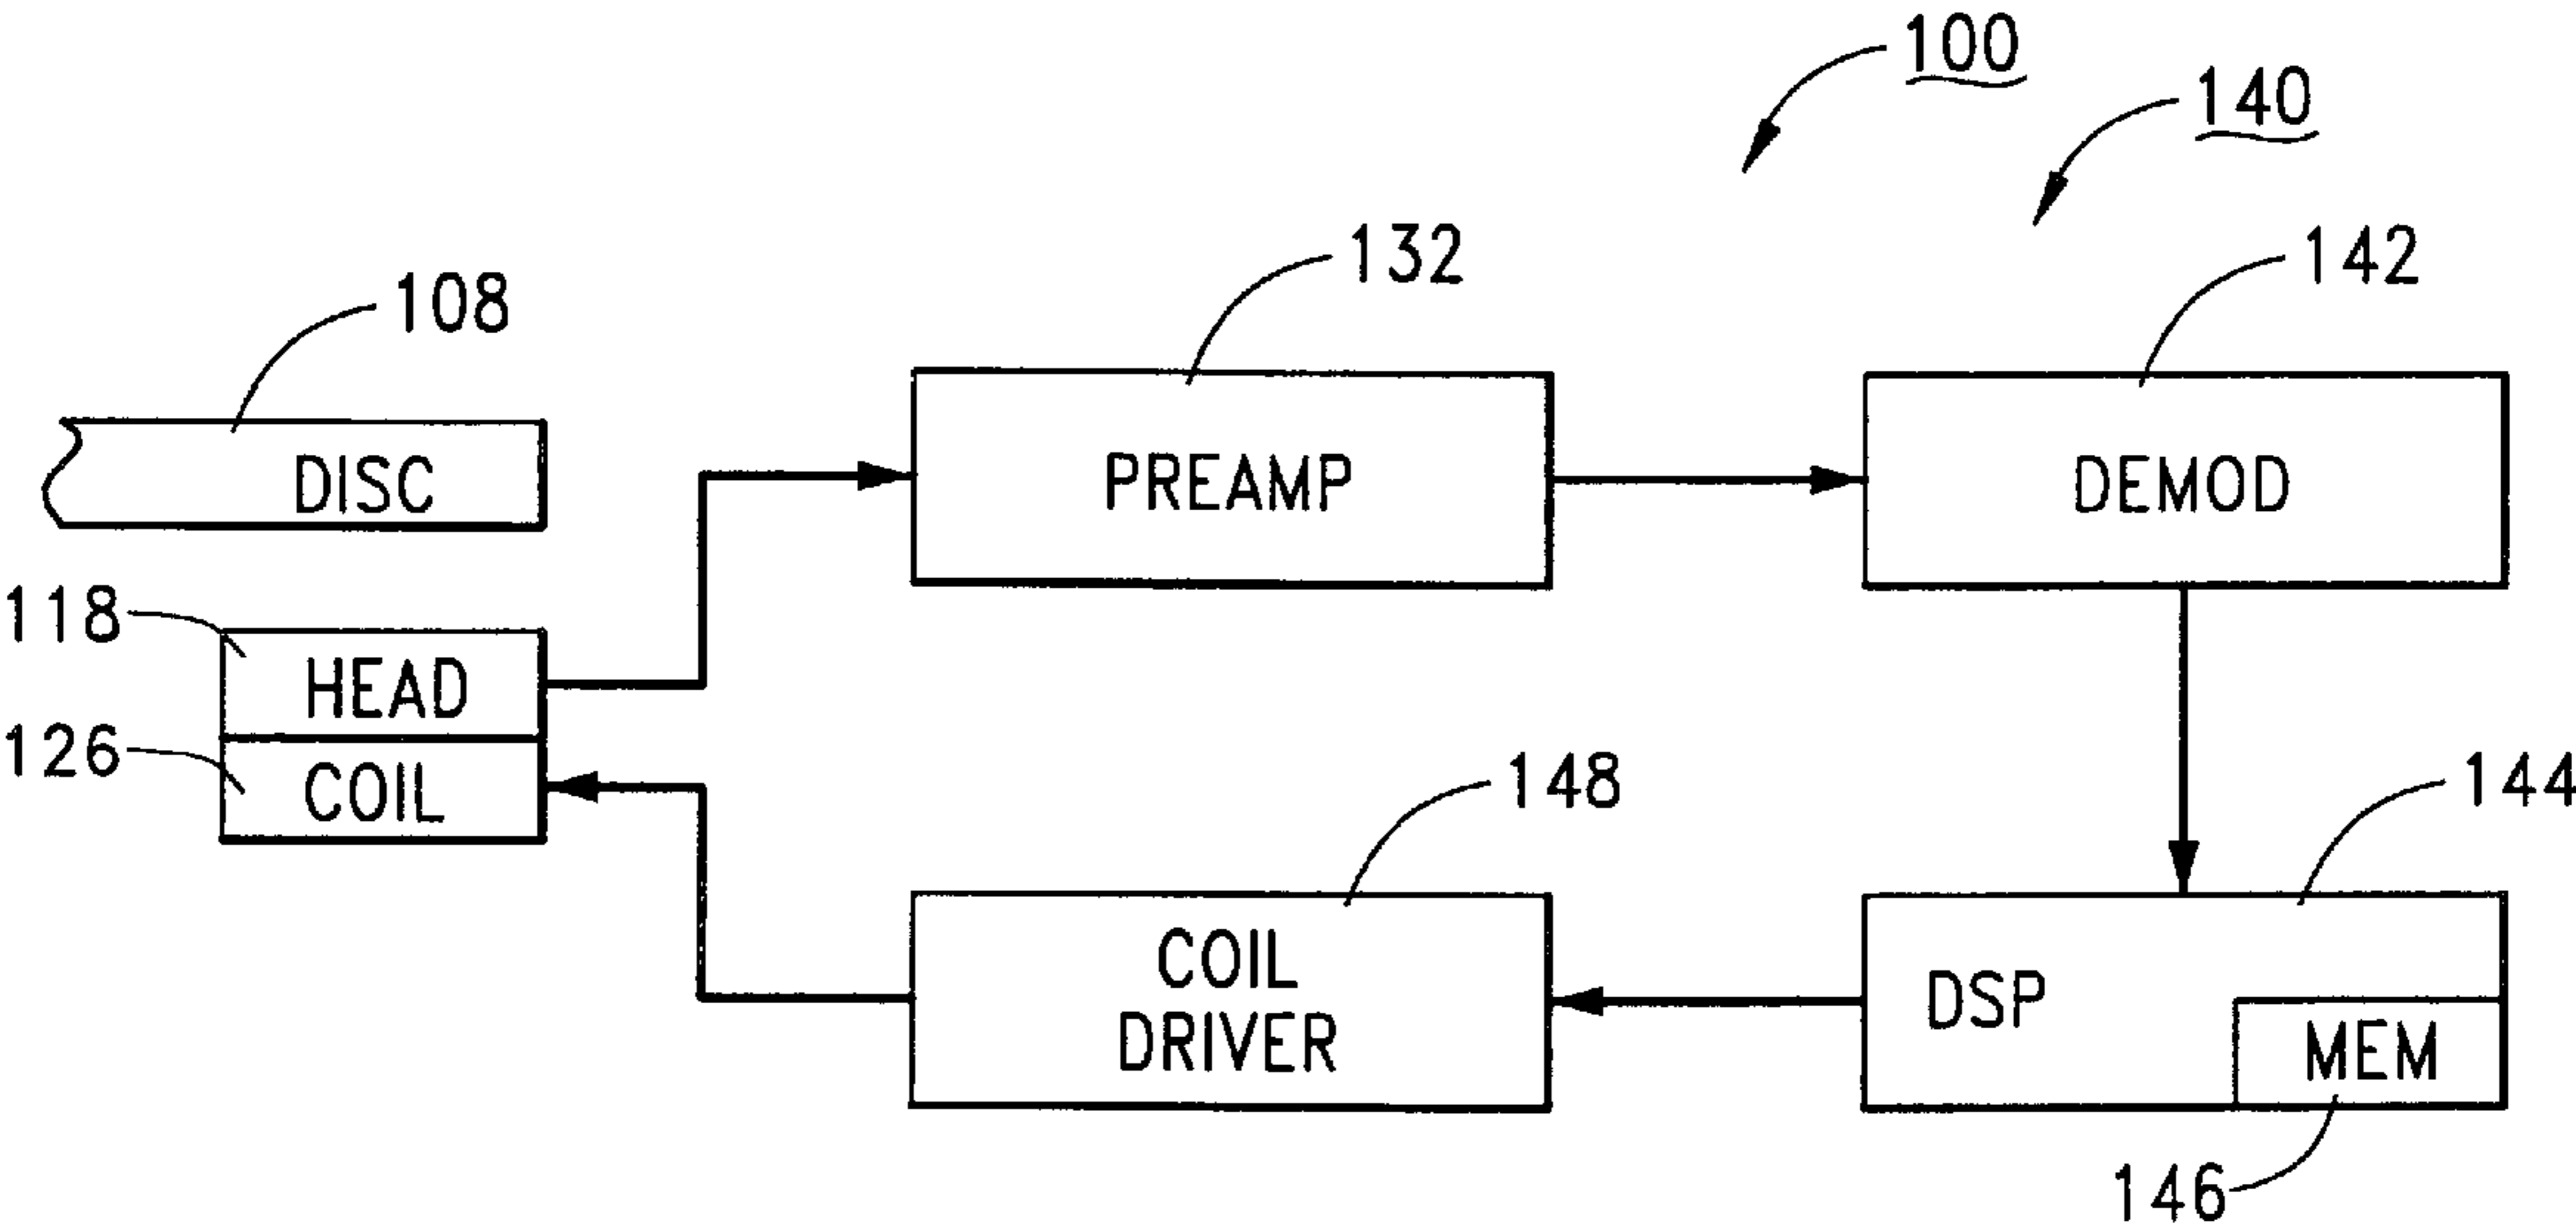 100
140
132
142
108
DISC
PREAMP
DEMOD
118
HEAD
126
COIL
148
144
COIL
DRIVER
DSP
MEM
146